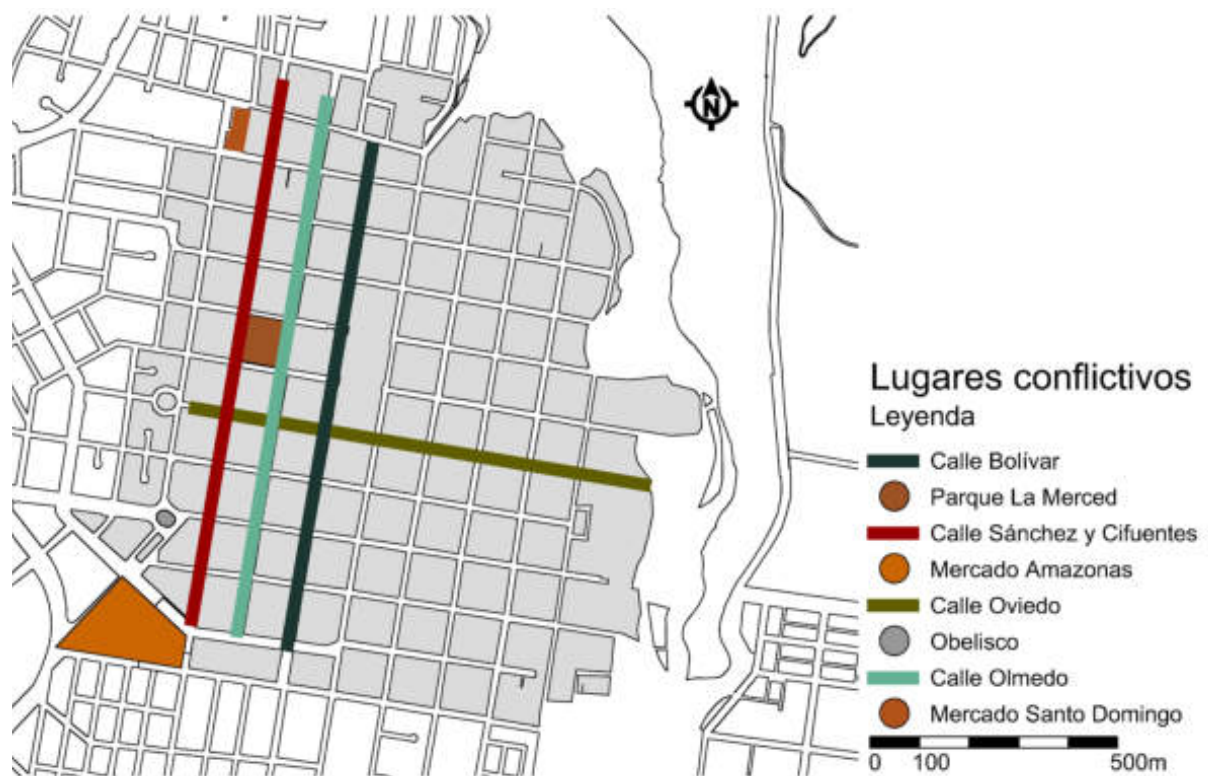 N
Lugares conflictivos
Leyenda
Calle Bolívar
Parque La Merced
Calle Sánchez y Cifuentes
Mercado Amazonas
Calle Oviedo
Obelisco
Calle Olmedo
Mercado Santo Domingo
0 100 500m